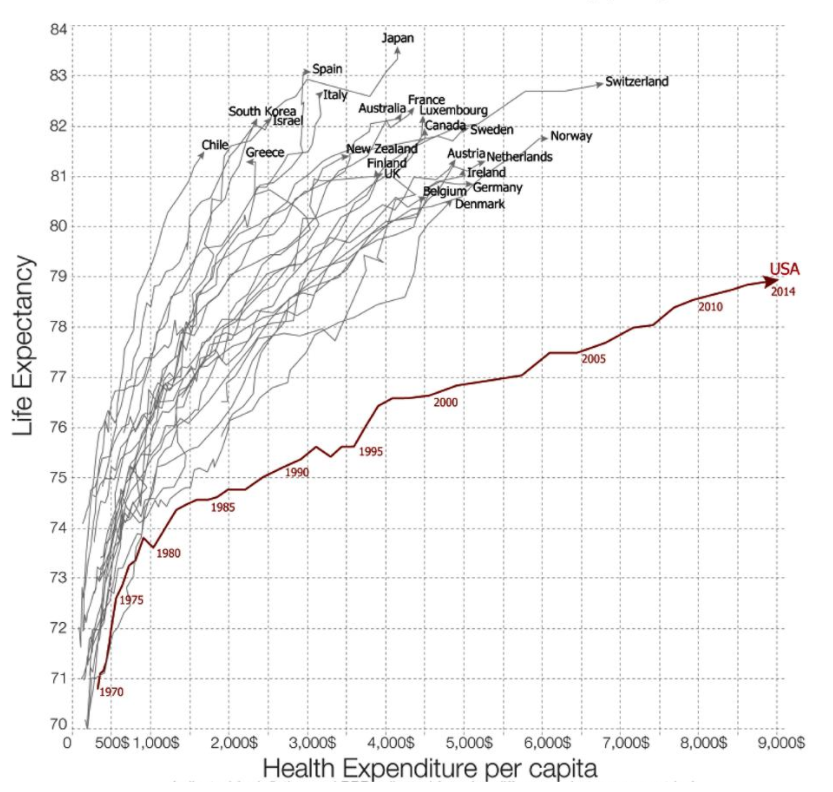 84
Japan
83
Spain
Switzerland
Italy
France
Australia
Luxembourg
South Korea
Israel
82
Canada
Sweden
Norway
Chile
Greece
New Zealand
Austria
Netherlands
81
Finland
UK
Ireland
Belgium
Germany
Denmark
80
79
USA
2014
2010
78
2005
77
2000
76
1995
1990
75
1985
74
1980
73
1975
72
71
1970
70
Life Expectancy
0 500$ 1,000$ 2,000$ 3,000$ 4,000$ 5,000$ 6,000$ 7,000$ 8,000$ 9,000$
Health Expenditure per capita